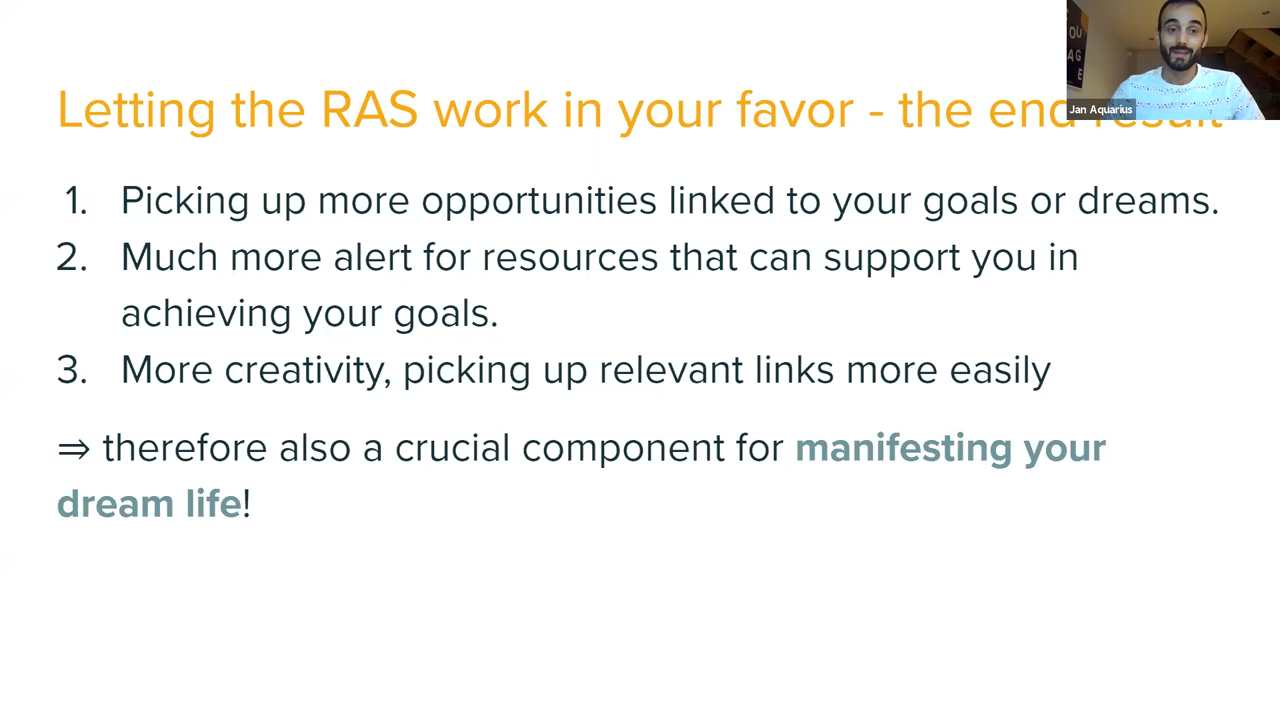 Letting the RAS work in your favor - the end result
Jan Aquarius
1. Picking up more opportunities linked to your goals or dreams.
2. Much more alert for resources that can support you in
achieving your goals.
3. More creativity, picking up relevant links more easily
⇒ therefore also a crucial component for manifesting your
dream life!